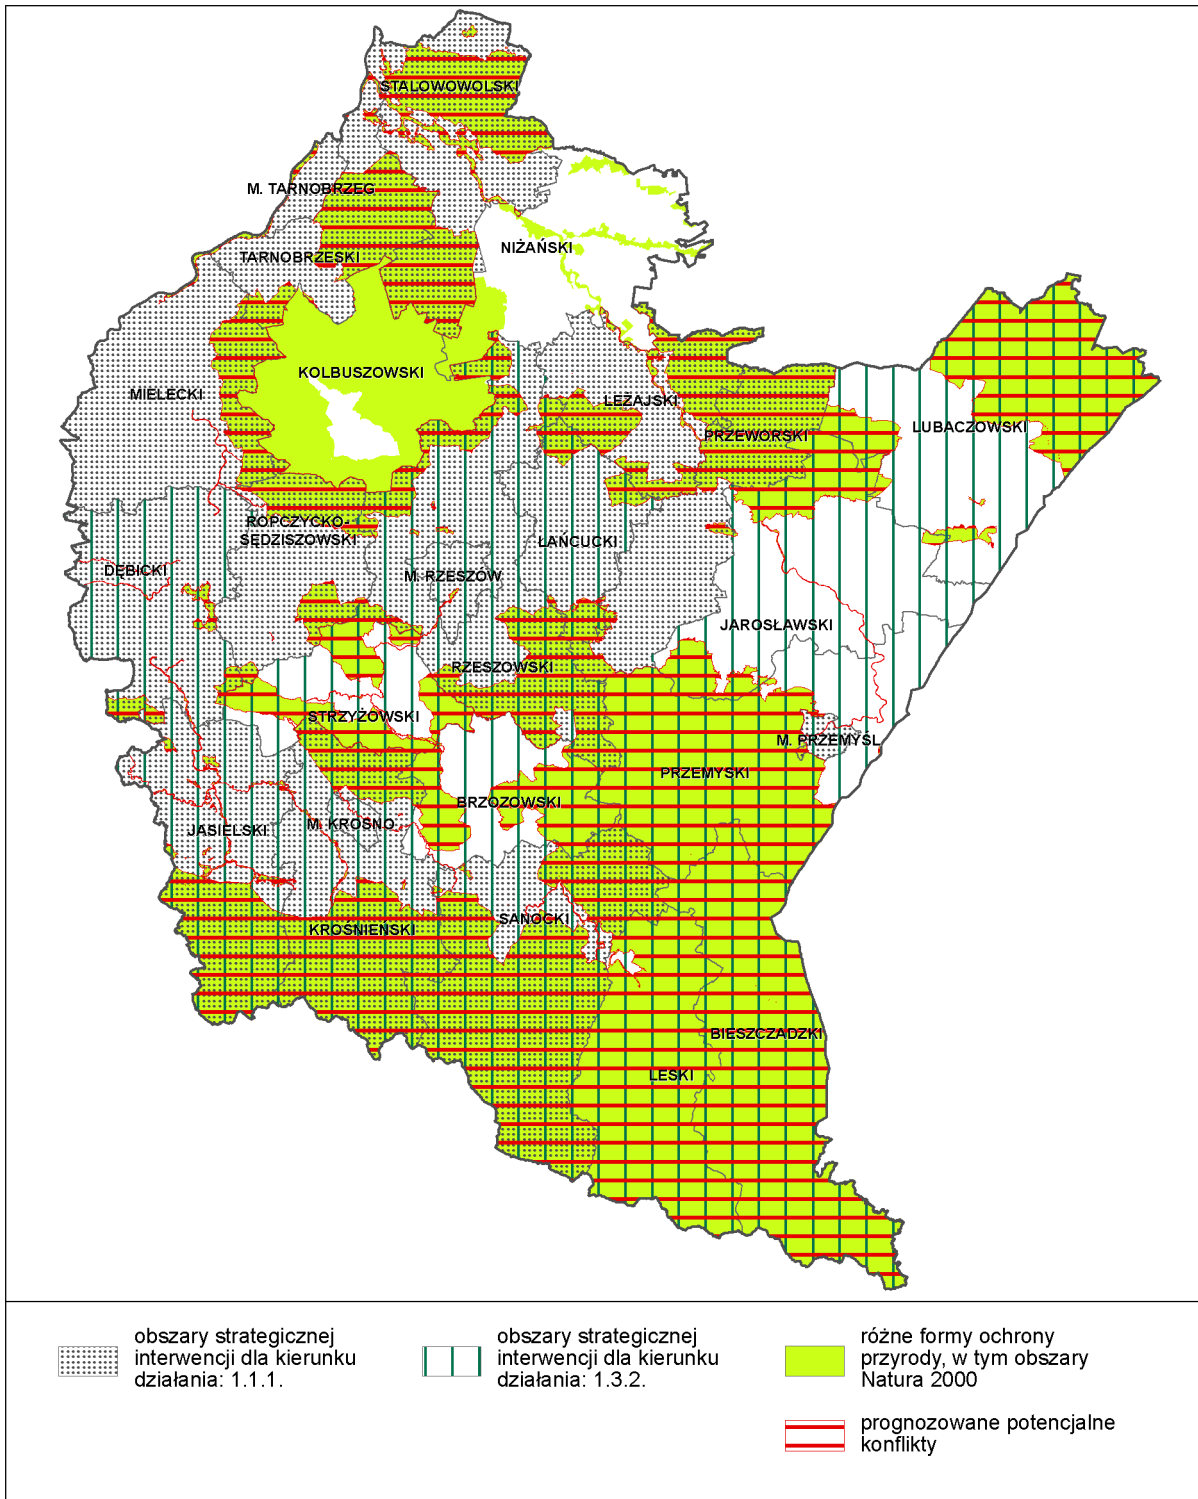 STALOWOWOLSKI
M. TARNOBRZEG
NIŻAŃSKI
TARNOBRZESKI
KOLBUSZOWSKI
MIELECKI
LEŻAJSKI
LUBACZOWSKI
PRZEWORSKI
ROPCZYCKO-
SĘDZISZOWSKI
ŁAŃCUCKI
DĘBICKI
M. RZESZÓW
JAROSŁAWSKI
RZESZOWSKI
STRZYŻOWSKI
M. PRZEMYŚL
PRZEMYSKI
BRZOZOWSKI
JASIELSKI
M. KROSNO
SANOCKI
KROŚNIEŃSKI
BIESZCZADZKI
LESKI
obszary strategicznej
interwencji dla kierunku
działania: 1.1.1.
obszary strategicznej
interwencji dla kierunku
działania: 1.3.2.
różne formy ochrony
przyrody, w tym obszary
Natura 2000
prognozowane potencjalne
konflikty